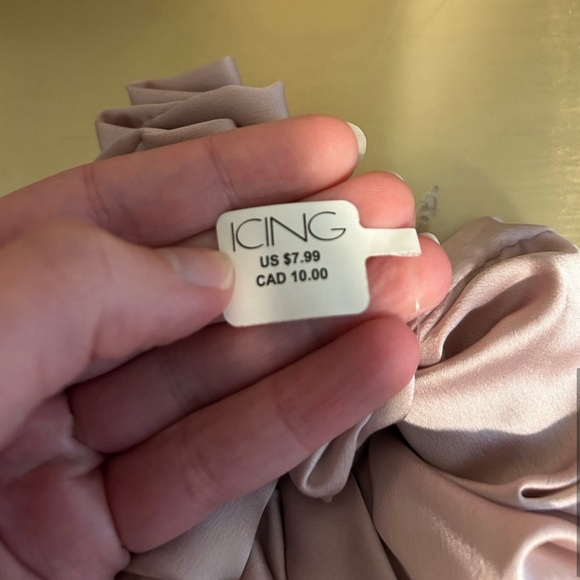 ICING
US $7.99
CAD 10.00